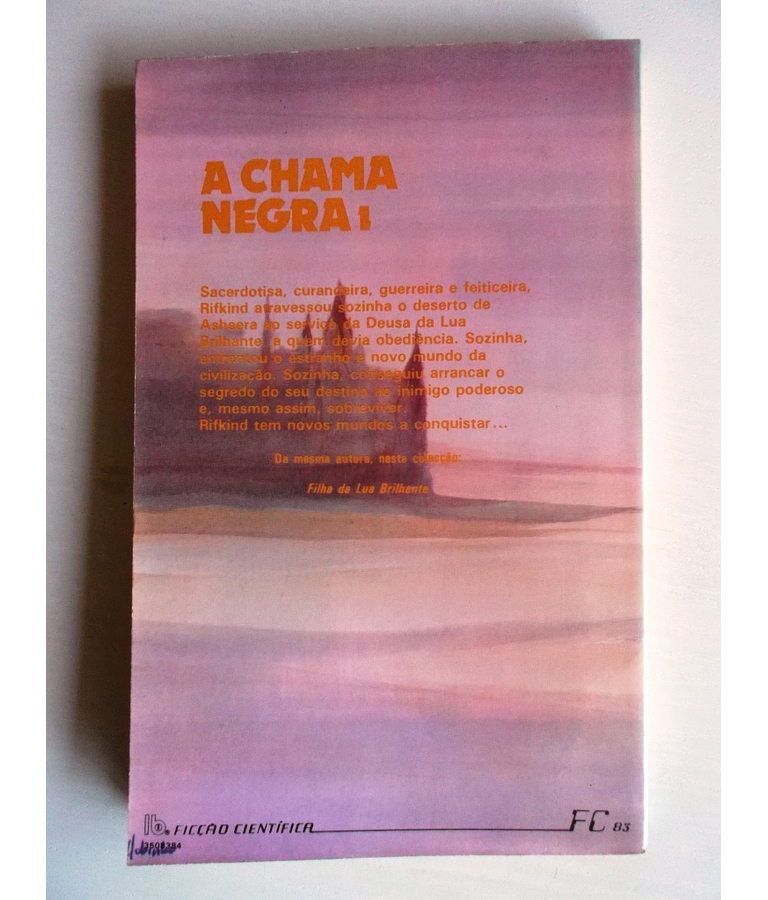 A CHAMA
NEGRA 1
Sacerdotisa, curandeira, guerreira e feiticeira,
Rifkind atravessou sozinha o deserto de
Asheera ao serviço da Deusa da Lua
Brilhante, a quem devia obediência. Sozinha,
enfrentou o estranho e novo mundo da
civilização. Sozinha, conseguiu arrancar o
segredo do seu destino ao inimigo poderoso
e, mesmo assim, sobreviver.
Rifkind tem novos mundos a conquistar...
Da mesma autora, nesta colecção:
Filha da Lua Brilhante
FICÇÃO CIENTÍFICA
FC 83